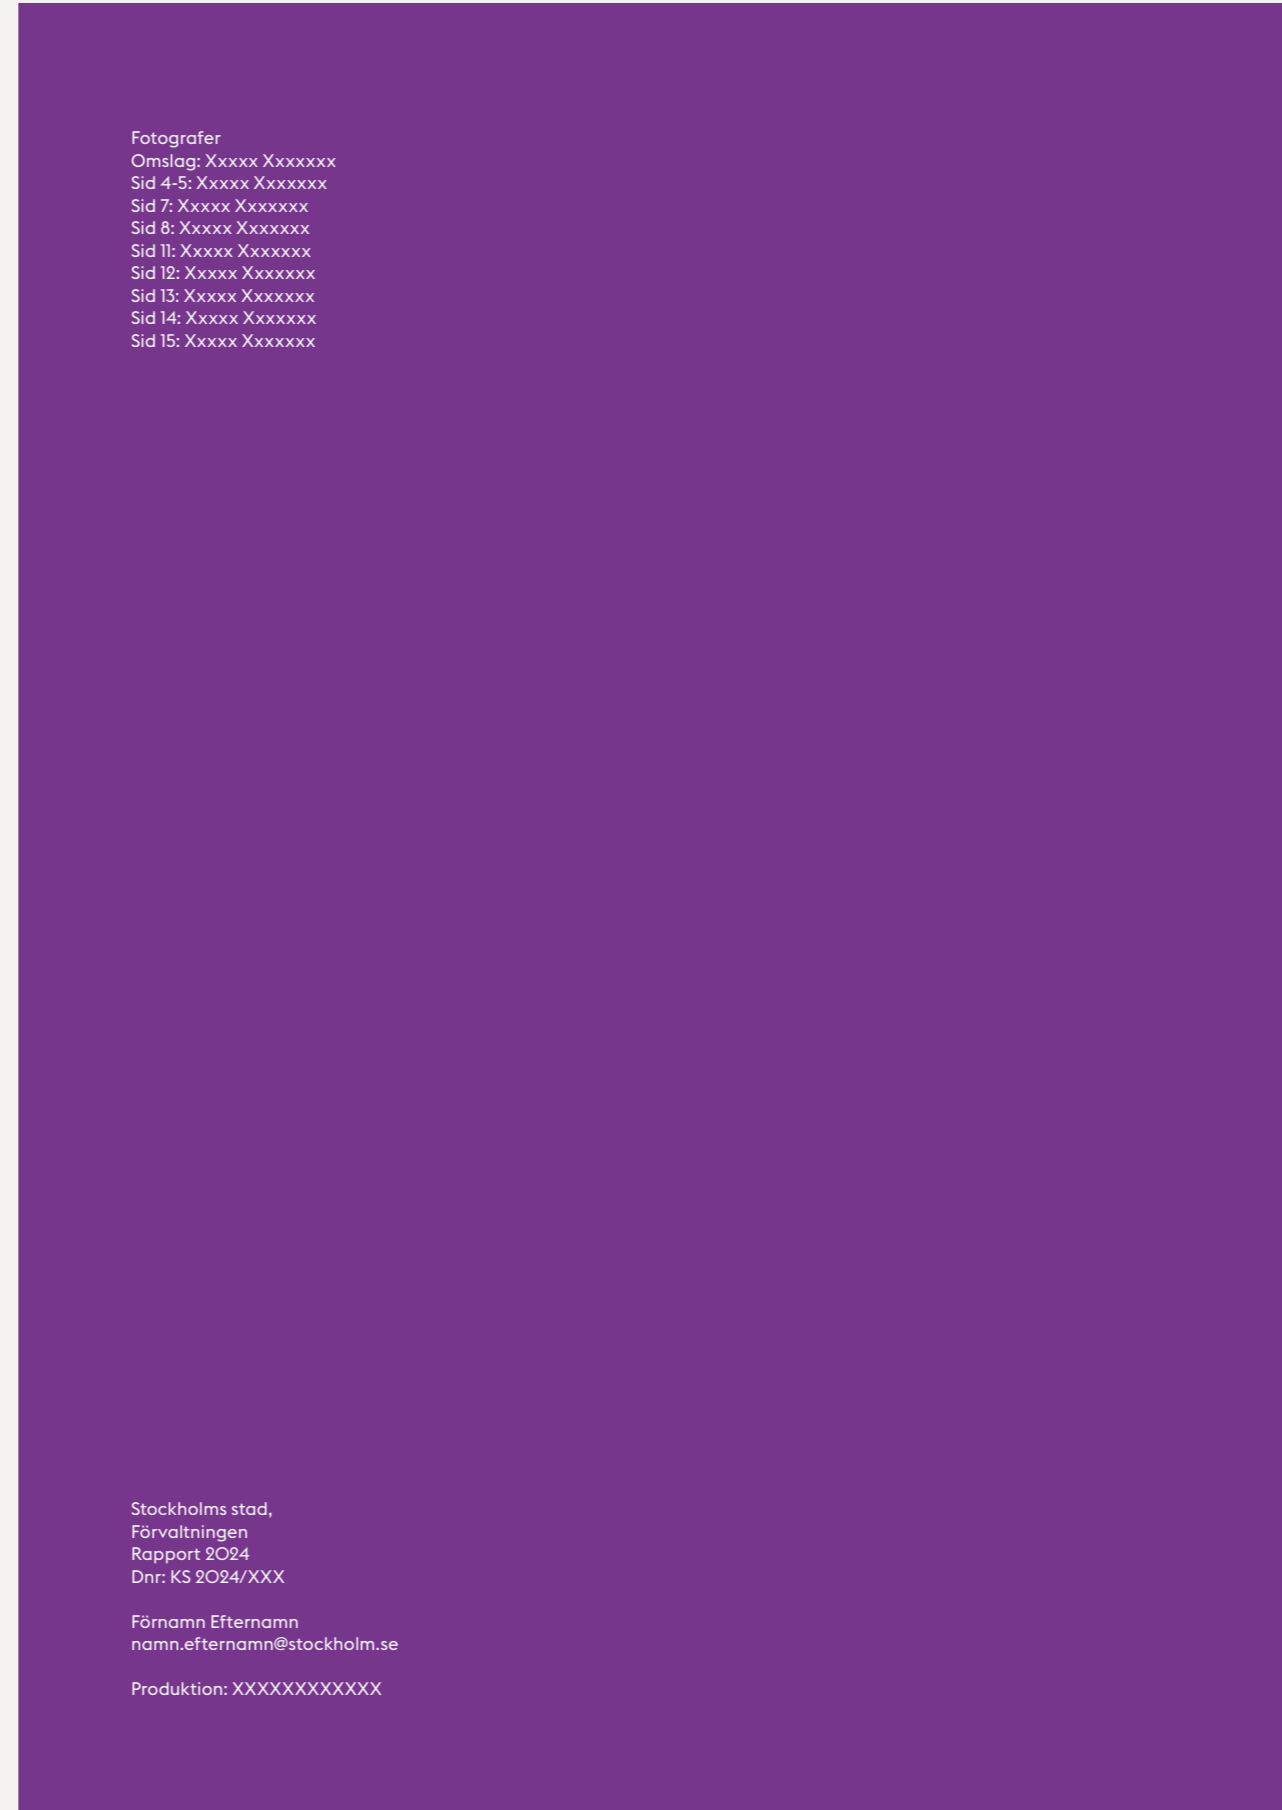 Fotografer
Omslag: Xxxxx Xxxxxxx
Sid 4-5: Xxxxx Xxxxxxx
Sid 7: Xxxxx Xxxxxxx
Sid 8: Xxxxx Xxxxxxx
Sid 11: Xxxxx Xxxxxxx
Sid 12: Xxxxx Xxxxxxx
Sid 13: Xxxxx Xxxxxxx
Sid 14: Xxxxx Xxxxxxx
Sid 15: Xxxxx Xxxxxxx
Stockholms stad,
Förvaltningen
Rapport 2024
Dnr: KS 2024/XXX
Förnamn Efternamn
namn.efternamn@stockholm.se
Produktion: XXXXXXXXXXXX